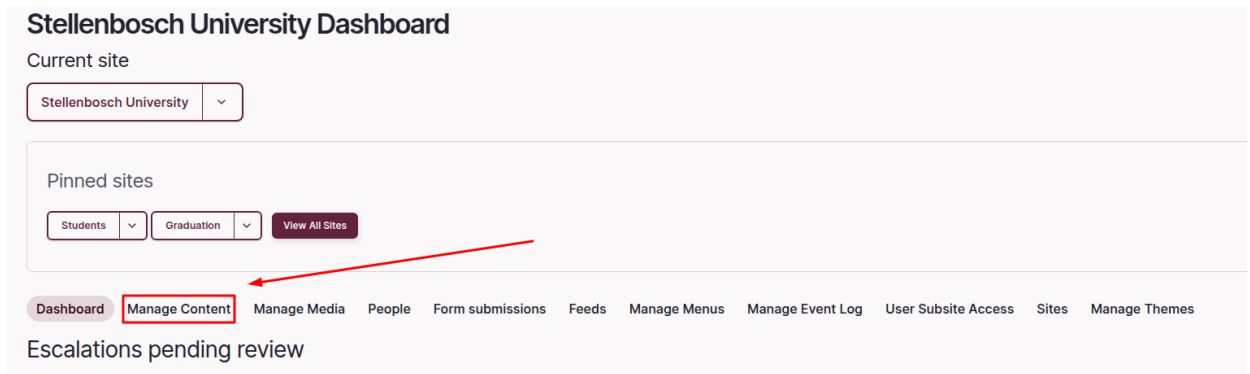 Stellenbosch University Dashboard
Current site
Stellenbosch University
Pinned sites
Students Graduation View All Sites
Dashboard Manage Content Manage Media People Form submissions Feeds Manage Menus Manage Event Log User Subsite Access Sites Manage Themes
Escalations pending review